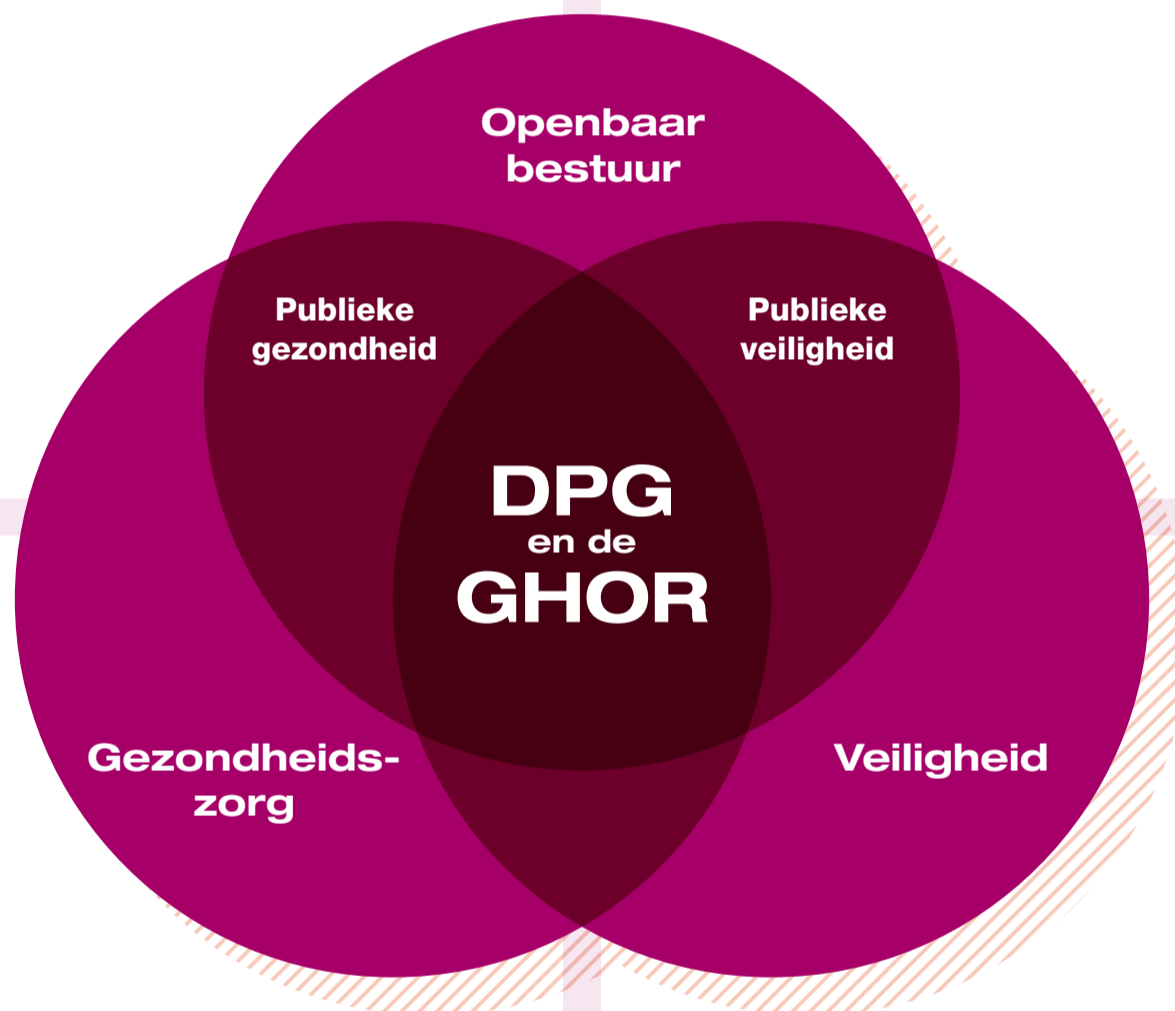 Openbaar
bestuur
Publieke
gezondheid
Publieke
veiligheid
DPG
en de
GHOR
Gezondheids-
zorg
Veiligheid